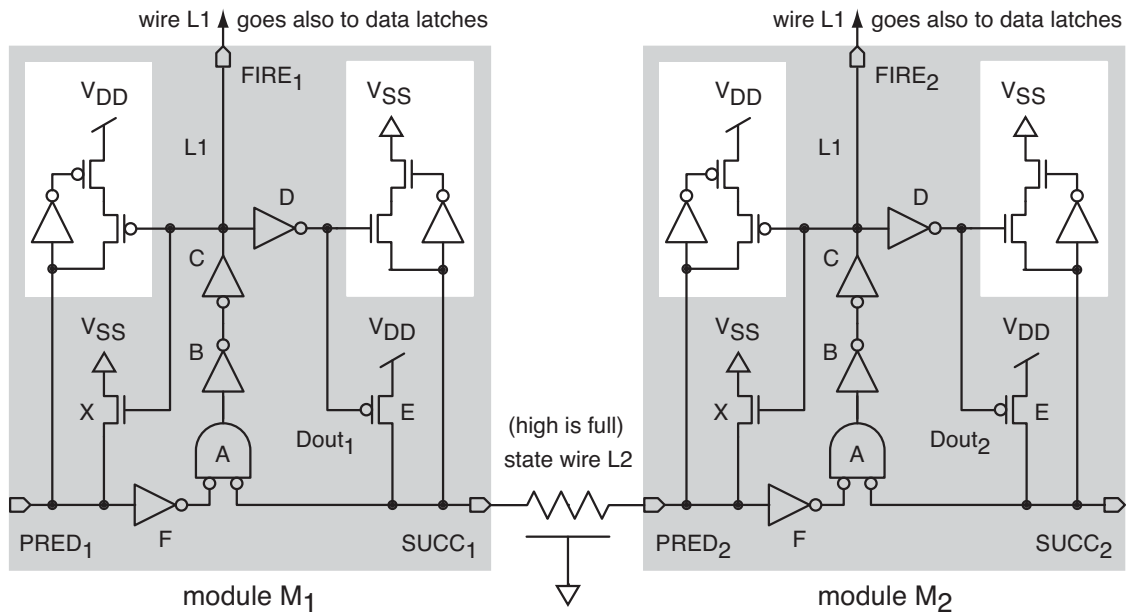 wire L1 goes also to data latches
wire L1 goes also to data latches
FIRE1
FIRE2
VDD
VSS
VDD
VSS
L1
L1
D
D
C
C
VSS
VDD
VSS
VDD
B
B
X
E
X
E
(high is full)
Dout1
Dout2
A
A
state wire L2
PRED1
F
SUCC1
PRED2
F
SUCC2
module M1
module M2